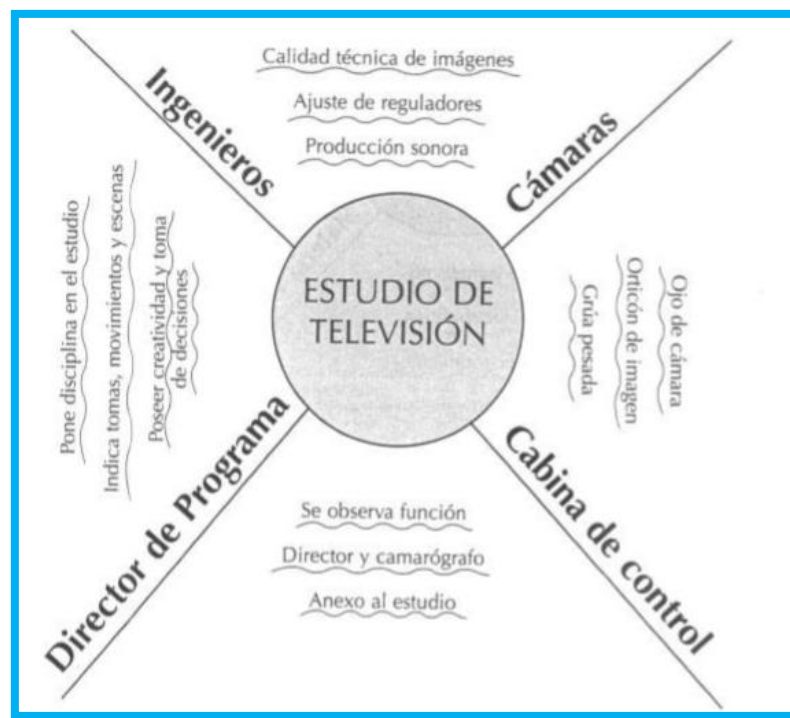 Ingenieros
Calidad técnica de imágenes
Ajuste de reguladores
Producción sonora
Cámaras
Ojo de cámara
Orticón de imagen
Grúa pesada
ESTUDIO DE
TELEVISIÓN
Pone disciplina en el estudio
Indica tomas, movimientos y escenas
Poseer creatividad y toma
de decisiones
Director de Programa
Se observa función
Director y camarógrafo
Anexo al estudio
Cabina de control